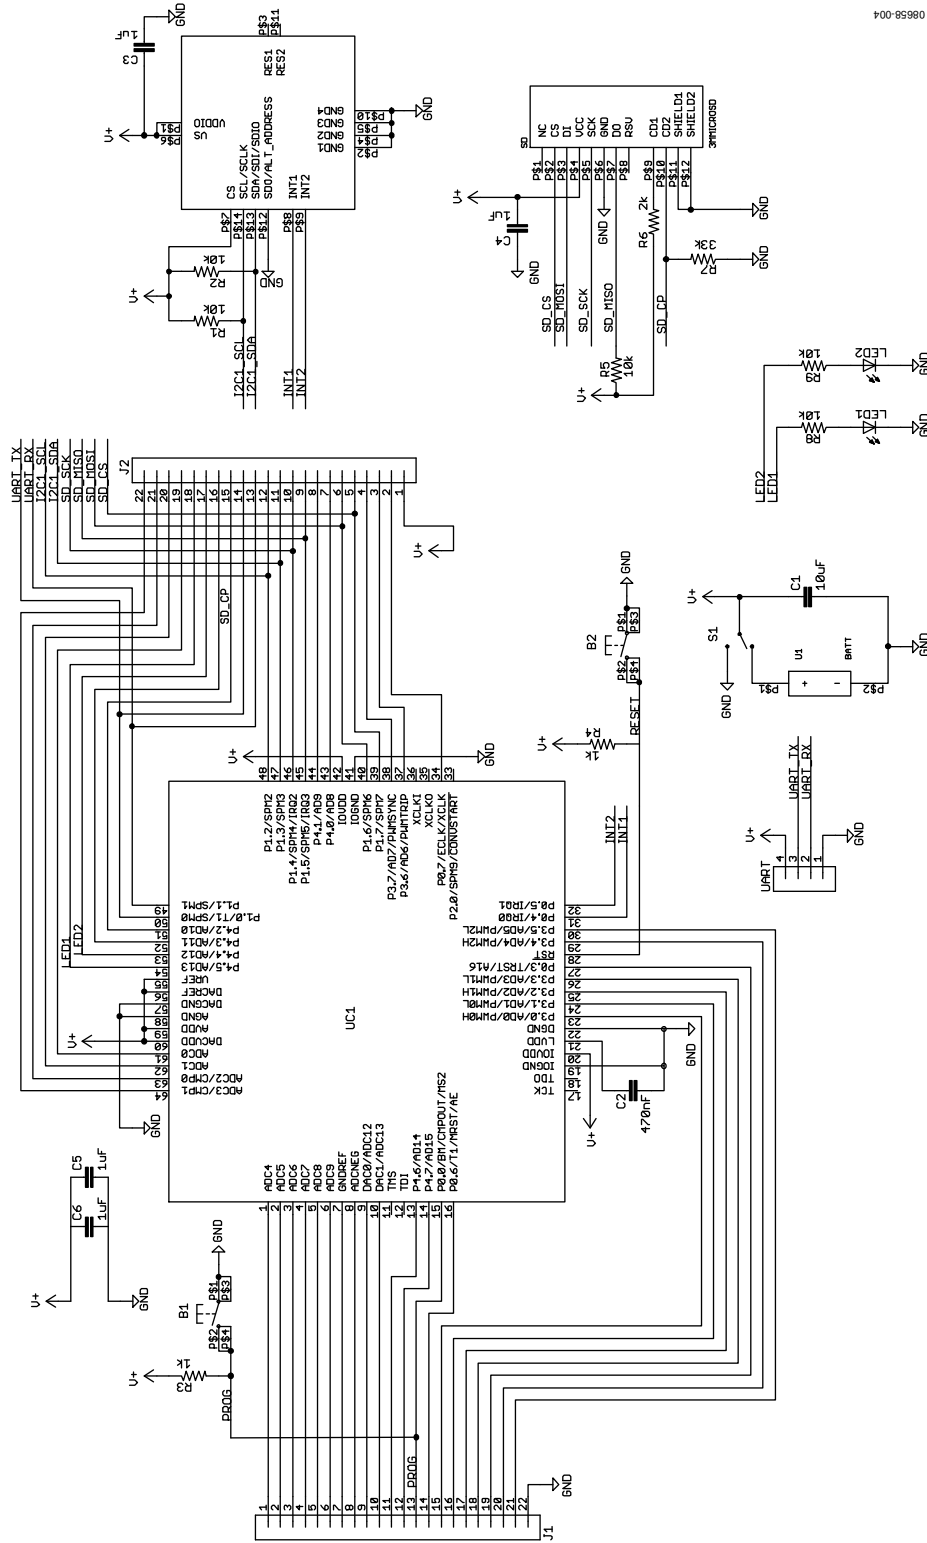 08658-004
GND
1uF
C3
V+
P$3
P$11
RES1
RES2
P$6
P$1
VS
VDDIO
CS
SCL/SCLK
SDA/SDI/SDIO
SDO/ALT_ADDRESS
INT1
INT2
GND4
GND3
GND2
GND1
P$10
P$5
P$4
P$2
GND
P$7
P$14
P$13
P$12
P$8
P$9
GND
V+
10k
R2
10k
R1
I2C1_SCL
I2C1_SDA
INT1
INT2
SD
NC
CS
DI
VCC
SCK
GND
DO
RSV
CD1
CD2
SHIELD1
SHIELD2
3MMICROSD
P$1
P$2
P$3
P$4
P$5
P$6
P$7
P$8
P$9
P$10
P$11
P$12
V+
1uF
C4
GND
GND
2k
R6
33k
R7
GND
GND
SD_CS
SD_MOSI
SD_SCK
SD_MISO
SD_CP
R5
10k
V+
10k
R9
LED2
GND
10k
R8
LED1
GND
LED2
LED1
UART_TX
UART_RX
I2C1_SCL
I2C1_SDA
SD_SCK
SD_MISO
SD_MOSI
SD_CS
J2
22
21
20
19
18
17
16
15
14
13
12
11
10
9
8
7
6
5
4
3
2
1
V+
SD_CP
GND
B2
P$1
P$3
P$2
P$4
RESET
R4
1k
V+
V+
S1
C1
10uF
U1
BATT
+
-
P$1
P$2
GND
GND
V+
GND
48
47
46
45
44
43
42
41
40
39
38
37
36
35
34
33
P1.2/SPM2
P1.3/SPM3
P1.4/SPM4/IRQ2
P1.5/SPM5/IRQ3
P4.1/AD9
P4.0/AD8
IOVDD
IOGND
P1.6/SPM6
P1.7/SPM7
P3.7/AD7/PWMSYNC
P3.6/AD6/PWMTRIP
XCLKI
XCLKO
P0.7/ECLK/XCLK
P2.0/SPM9/CONVSTART
UART_TX
UART_RX
V+
UART
4
3
2
1
GND
INT2
INT1
LED1
LED2
49
50
51
52
53
54
55
56
57
58
59
60
61
62
63
64
P1.1/SPM1
P1.0/T1/SPM0
P4.2/AD10
P4.3/AD11
P4.4/AD12
P4.5/AD13
VREF
DACREF
DACGND
AGND
AVDD
DACVDD
ADC0
ADC1
ADC2/CMP0
ADC3/CMP1
V+
GND
UC1
P0.5/IRQ1
P0.4/IRQ0
P3.5/AD5/PWM2L
P3.4/AD4/PWM2H
RST
P0.3/TRST/A16
P3.3/AD3/PWM1L
P3.2/AD2/PWM1H
P3.1/AD1/PWM0L
P3.0/AD0/PWM0H
DGND
LVDD
IOVDD
IOGND
TDO
TCK
32
31
30
29
28
27
26
25
24
23
22
21
20
19
18
17
GND
C2
470nF
V+
ADC4
ADC5
ADC6
ADC7
ADC8
ADC9
GNDREF
ADCNEG
DAC0/ADC12
DAC1/ADC13
TMS
TDI
P4.6/AD14
P4.7/AD15
P0.0/BM/CMPOUT/MS2
P0.6/T1/MRST/AE
1
2
3
4
5
6
7
8
9
10
11
12
13
14
15
16
C5
1uF
C6
1uF
V+
GND
GND
B1
P$1
P$3
P$2
P$4
V+
1k
R3
PROG
PROG
1
2
3
4
5
6
7
8
9
10
11
12
13
14
15
16
17
18
19
20
21
22
GND
J1